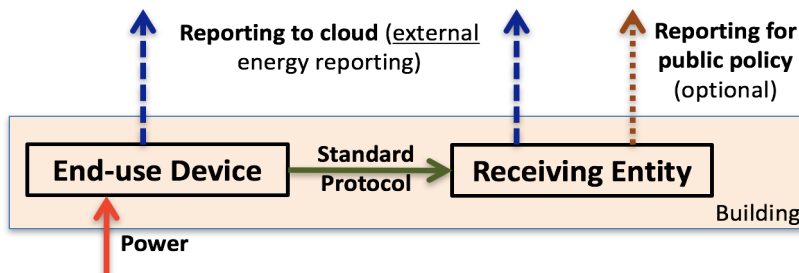 Reporting to cloud (external
energy reporting)
Reporting for
public policy
(optional)
End-use Device
Standard
Protocol
Receiving Entity
Building
Power